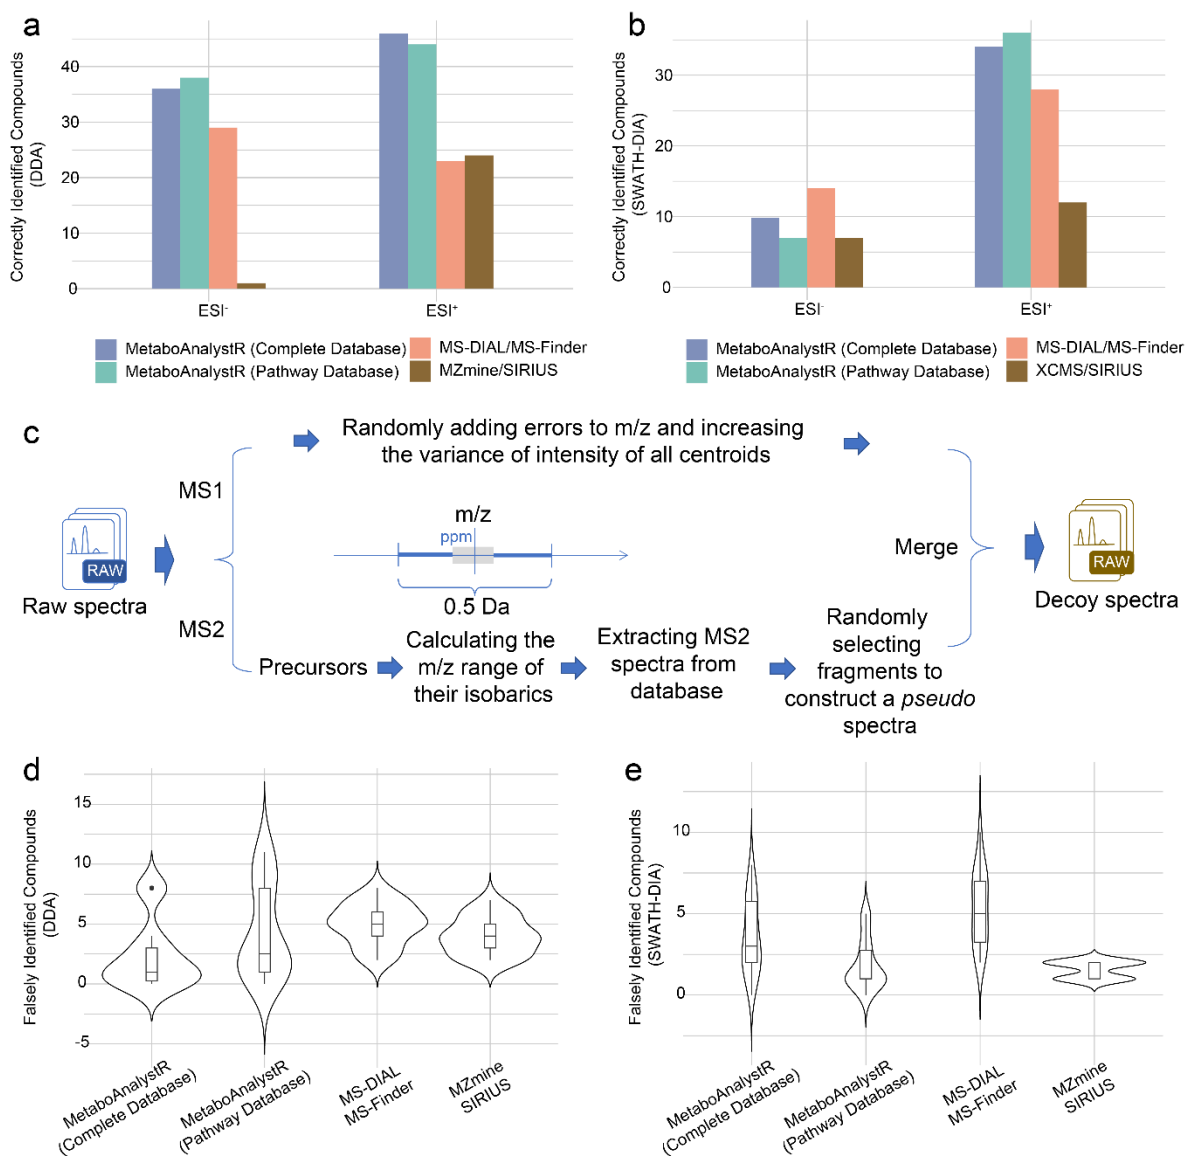 a
Correctly Identified Compounds
(DDA)
40
30
20
10
0
ESI⁻
ESI⁺
MetaboAnalystR (Complete Database)
MetaboAnalystR (Pathway Database)
MS-DIAL/MS-Finder
MZmine/SIRIUS
b
Correctly Identified Compounds
(SWATH-DIA)
30
20
10
0
ESI⁻
ESI⁺
MetaboAnalystR (Complete Database)
MetaboAnalystR (Pathway Database)
MS-DIAL/MS-Finder
XCMS/SIRIUS
c
Raw spectra
RAW
MS1
Randomly adding errors to m/z and increasing
the variance of intensity of all centroids
m/z
ppm
0.5 Da
MS2
Precursors
Calculating the
m/z range of
their isobarics
Extracting MS2
spectra from
database
Randomly
selecting
fragments to
construct a pseudo
spectra
Merge
RAW
Decoy spectra
d
Falsely Identified Compounds
(DDA)
15
10
5
0
-5
MetaboAnalystR
(Complete Database)
MetaboAnalystR
(Pathway Database)
MS-DIAL
MS-Finder
MZmine
SIRIUS
e
Falsely Identified Compounds
(SWATH-DIA)
10
5
0
MetaboAnalystR
(Complete Database)
MetaboAnalystR
(Pathway Database)
MS-DIAL
MS-Finder
MZmine
SIRIUS